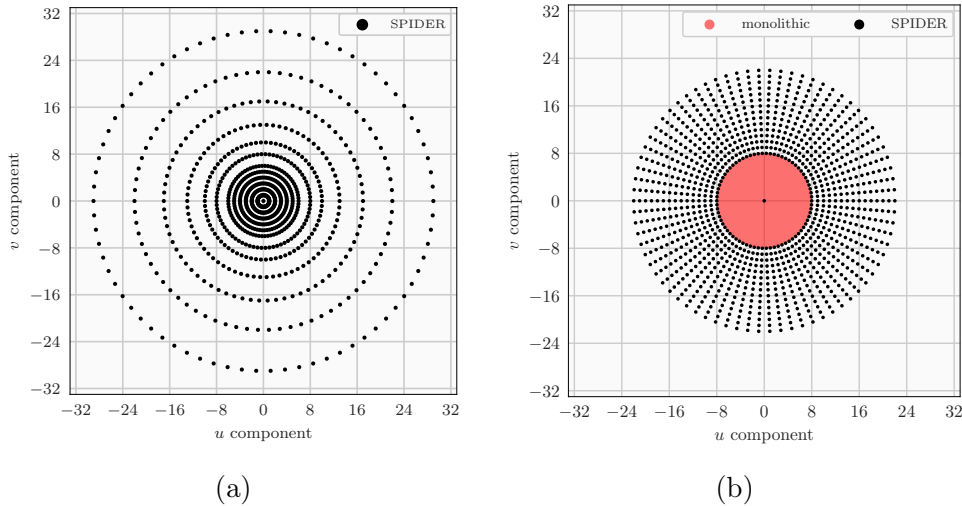 SPIDER
32
24
16
8
0
−8
−16
−24
−32
v component
−32 −24 −16 −8 0 8 16 24 32
u component
(a)
monolithic SPIDER
32
24
16
8
0
−8
−16
−24
−32
v component
−32 −24 −16 −8 0 8 16 24 32
u component
(b)